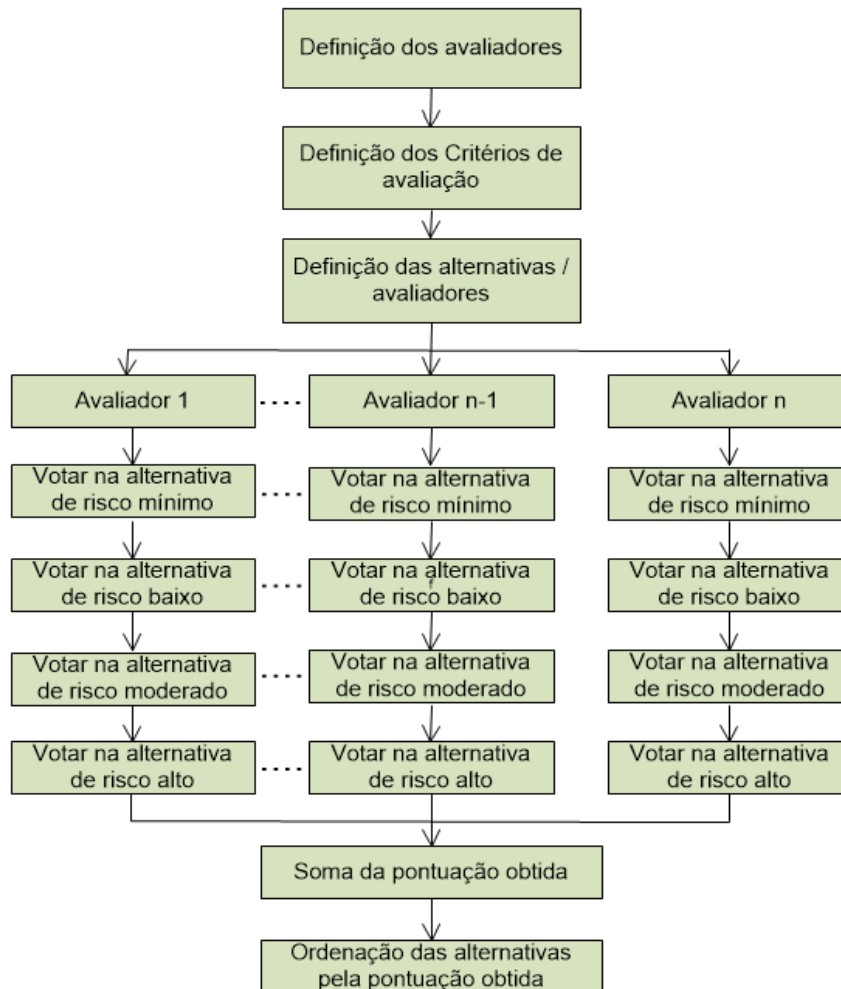 Definição dos avaliadores
Definição dos Critérios de
avaliação
Definição das alternativas /
avaliadores
Avaliador 1
Avaliador n-1
Avaliador n
Votar na alternativa
de risco mínimo
Votar na alternativa
de risco mínimo
Votar na alternativa
de risco mínimo
Votar na alternativa
de risco baixo
Votar na alternativa
de risco baixo
Votar na alternativa
de risco baixo
Votar na alternativa
de risco moderado
Votar na alternativa
de risco moderado
Votar na alternativa
de risco moderado
Votar na alternativa
de risco alto
Votar na alternativa
de risco alto
Votar na alternativa
de risco alto
Soma da pontuação obtida
Ordenação das alternativas
pela pontuação obtida